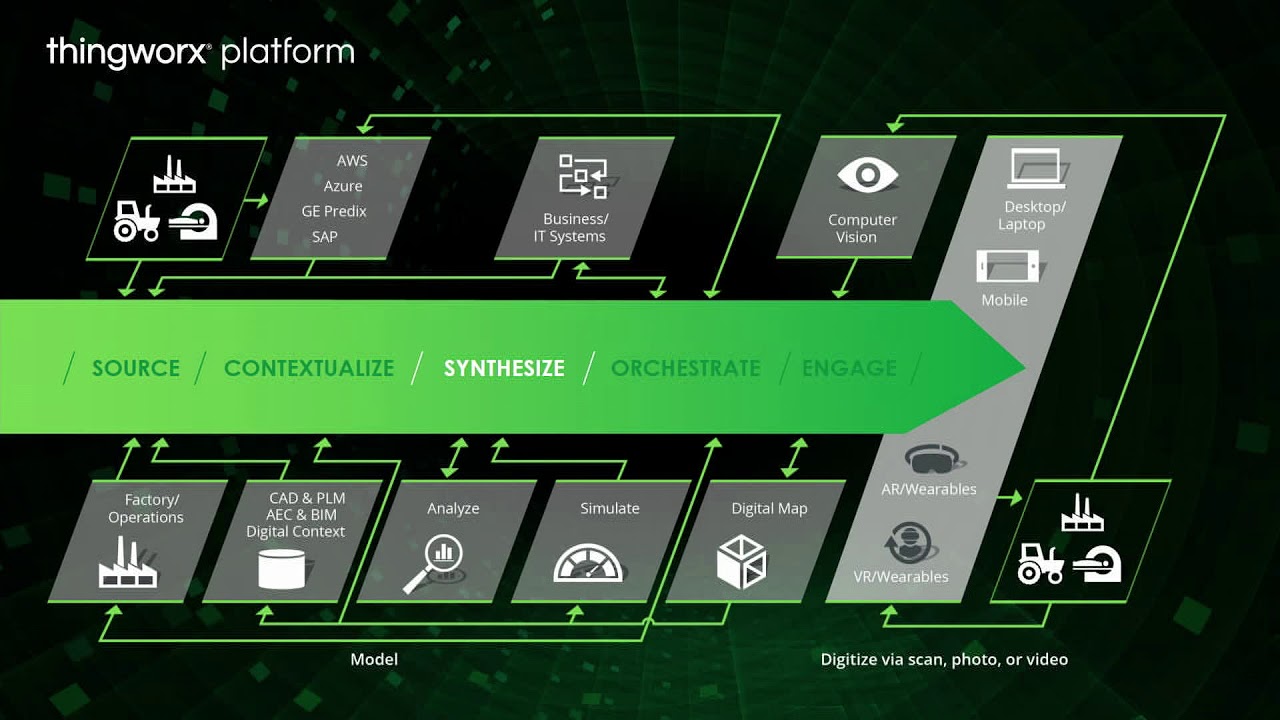 thingworx® platform
AWS
Azure
GE Predix
SAP
Business/
IT Systems
Computer
Vision
Desktop/
Laptop
Mobile
/ SOURCE / CONTEXTUALIZE / SYNTHESIZE / ORCHESTRATE / ENGAGE /
Factory/
Operations
CAD & PLM
AEC & BIM
Digital Context
Analyze
Simulate
Digital Map
AR/Wearables
VR/Wearables
Model
Digitize via scan, photo, or video